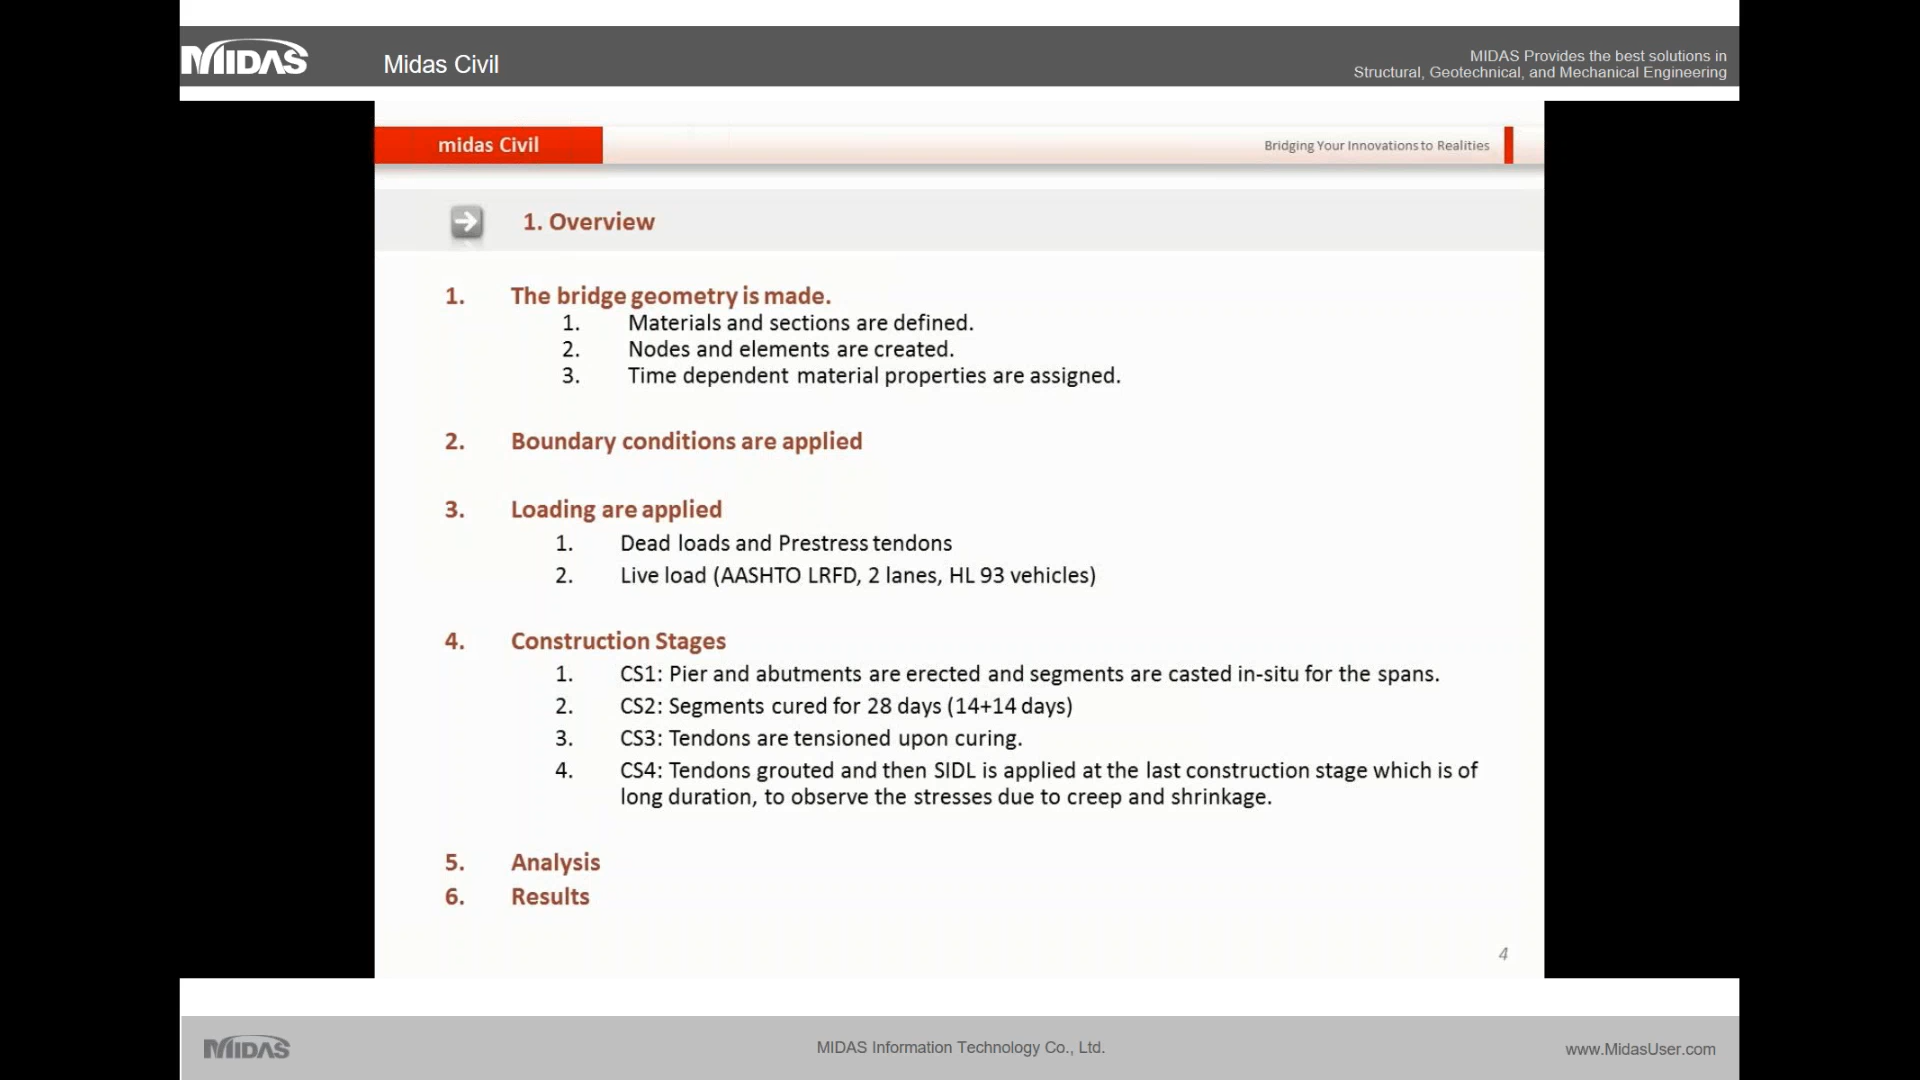 MIDAS
Midas Civil
MIDAS Provides the best solutions in
Structural, Geotechnical, and Mechanical Engineering
midas Civil
Bridging Your Innovations to Realities
1. Overview
1. The bridge geometry is made.
1. Materials and sections are defined.
2. Nodes and elements are created.
3. Time dependent material properties are assigned.
2. Boundary conditions are applied
3. Loading are applied
1. Dead loads and Prestress tendons
2. Live load (AASHTO LRFD, 2 lanes, HL 93 vehicles)
4. Construction Stages
1. CS1: Pier and abutments are erected and segments are casted in-situ for the spans.
2. CS2: Segments cured for 28 days (14+14 days)
3. CS3: Tendons are tensioned upon curing.
4. CS4: Tendons grouted and then SIDL is applied at the last construction stage which is of
long duration, to observe the stresses due to creep and shrinkage.
5. Analysis
6. Results
4
MIDAS
MIDAS Information Technology Co., Ltd.
www.MidasUser.com